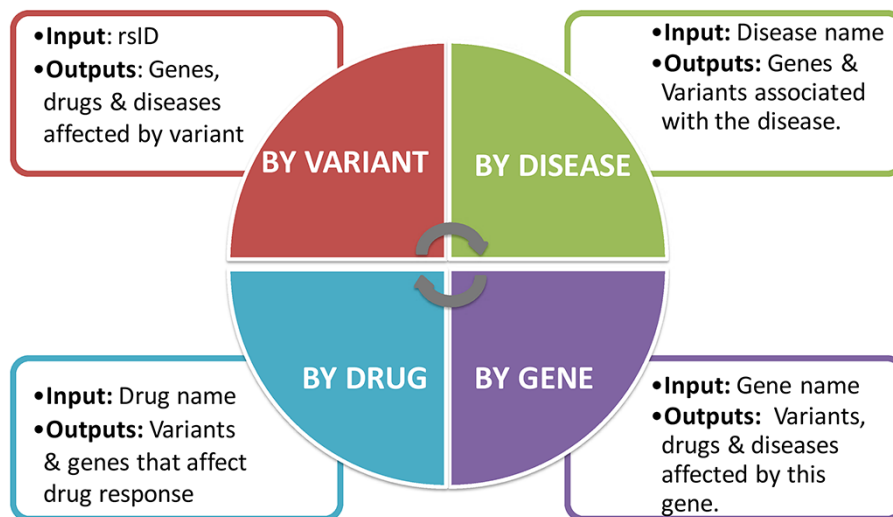 •Input: rsID
•Outputs: Genes,
drugs & diseases
affected by variant
•Input: Disease name
•Outputs: Genes &
Variants associated
with the disease.
BY VARIANT
BY DISEASE
BY DRUG
BY GENE
•Input: Drug name
•Outputs: Variants
& genes that affect
drug response
•Input: Gene name
•Outputs: Variants,
drugs & diseases
affected by this
gene.